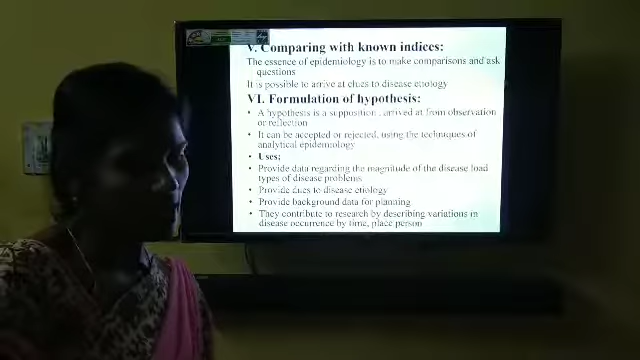 V. Comparing with known indices:
The essence of epidemiology is to make comparisons and ask
questions
It is possible to arrive at clues to disease etiology
VI. Formulation of hypothesis:
• A hypothesis is a supposition , arrived at from observation
or reflection
• It can be accepted or rejected, using the techniques of
analytical epidemiology
• Uses;
• Provide data regarding the magnitude of the disease load
types of disease problems
• Provide clues to disease etiology
• Provide background data for planning
• They contribute to research by describing variations in
disease occurrence by time, place person